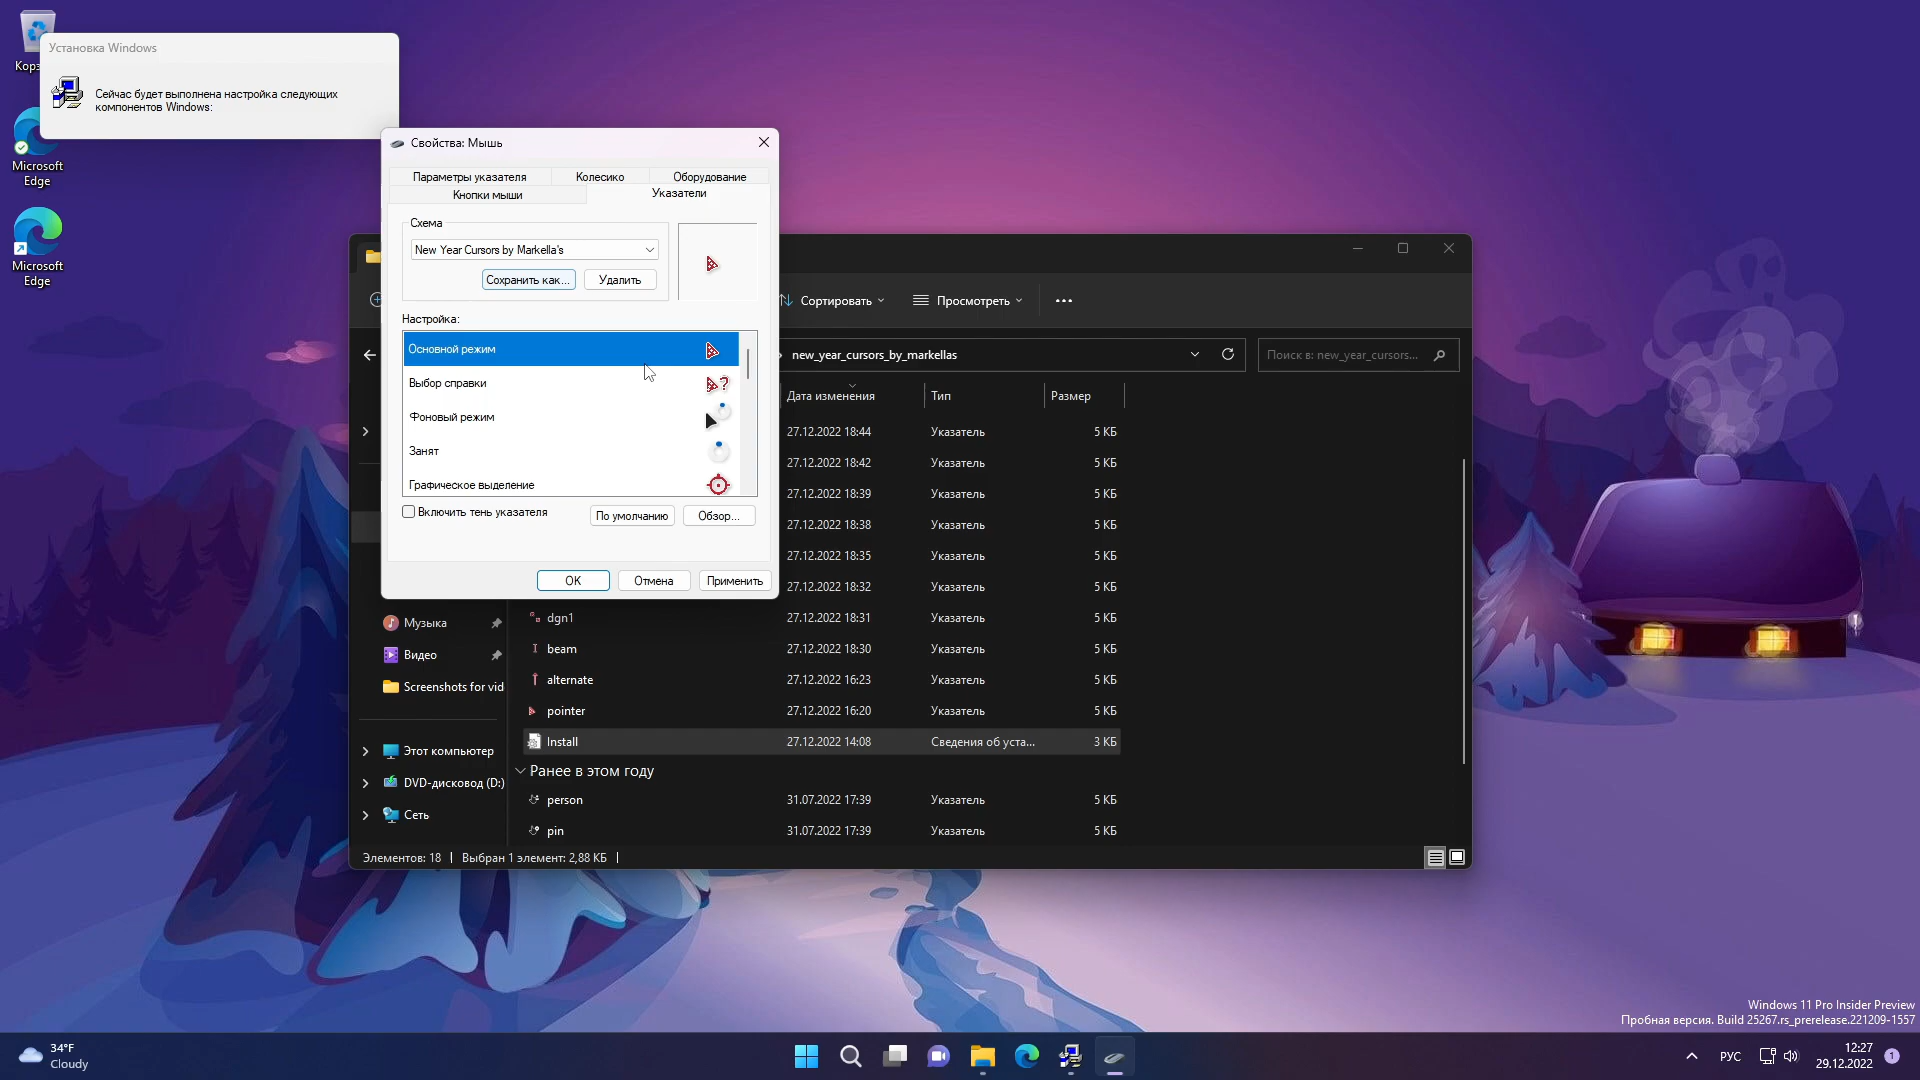 Корз
Установка Windows
Сейчас будет выполнена настройка следующих
компонентов Windows:
Microsoft
Edge
Microsoft
Edge
Свойства: Мышь
Параметры указателя
Колесико
Оборудование
Кнопки мыши
Указатели
Схема
New Year Cursors by Markella's
Сохранить как...
Удалить
Настройка:
Основной режим
Выбор справки
Фоновый режим
Занят
Графическое выделение
Включить тень указателя
По умолчанию
Обзор...
OK
Отмена
Применить
Сортировать
Просмотреть
new_year_cursors_by_markellas
Поиск в: new_year_cursors...
Дата изменения Тип Размер
27.12.2022 18:44 Указатель 5 КБ
27.12.2022 18:42 Указатель 5 КБ
27.12.2022 18:39 Указатель 5 КБ
27.12.2022 18:38 Указатель 5 КБ
27.12.2022 18:35 Указатель 5 КБ
27.12.2022 18:32 Указатель 5 КБ
dgn1 27.12.2022 18:31 Указатель 5 КБ
beam 27.12.2022 18:30 Указатель 5 КБ
alternate 27.12.2022 16:23 Указатель 5 КБ
pointer 27.12.2022 16:20 Указатель 5 КБ
Install 27.12.2022 14:08 Сведения об уста... 3 КБ
Ранее в этом году
person 31.07.2022 17:39 Указатель 5 КБ
pin 31.07.2022 17:39 Указатель 5 КБ
Музыка
Видео
Screenshots for vid
Этот компьютер
DVD-дисковод (D:)
Сеть
Элементов: 18
Выбран 1 элемент: 2,88 КБ
Windows 11 Pro Insider Preview
Пробная версия. Build 25267.rs_prerelease.221209-1557
34°F
Cloudy
РУС
12:27
29.12.2022
1